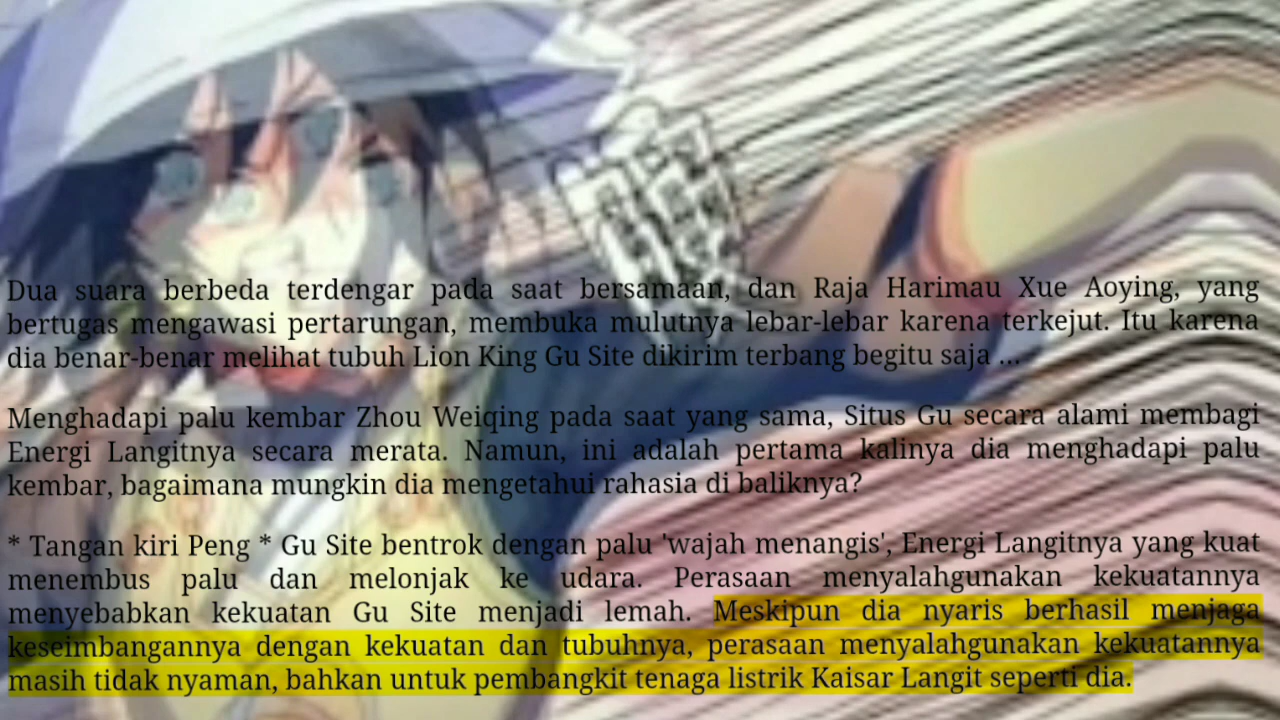 Dua suara berbeda terdengar pada saat bersamaan, dan Raja Harimau Xue Aoying, yang
bertugas mengawasi pertarungan, membuka mulutnya lebar-lebar karena terkejut. Itu karena
dia benar-benar melihat tubuh Lion King Gu Site dikirim terbang begitu saja ...
Menghadapi palu kembar Zhou Weiqing pada saat yang sama, Situs Gu secara alami membagi
Energi Langitnya secara merata. Namun, ini adalah pertama kalinya dia menghadapi palu
kembar, bagaimana mungkin dia mengetahui rahasia di baliknya?
* Tangan kiri Peng * Gu Site bentrok dengan palu 'wajah menangis', Energi Langitnya yang kuat
menembus palu dan melonjak ke udara. Perasaan menyalahgunakan kekuatannya
menyebabkan kekuatan Gu Site menjadi lemah. Meskipun dia nyaris berhasil menjaga
keseimbangannya dengan kekuatan dan tubuhnya, perasaan menyalahgunakan kekuatannya
masih tidak nyaman, bahkan untuk pembangkit tenaga listrik Kaisar Langit seperti dia.